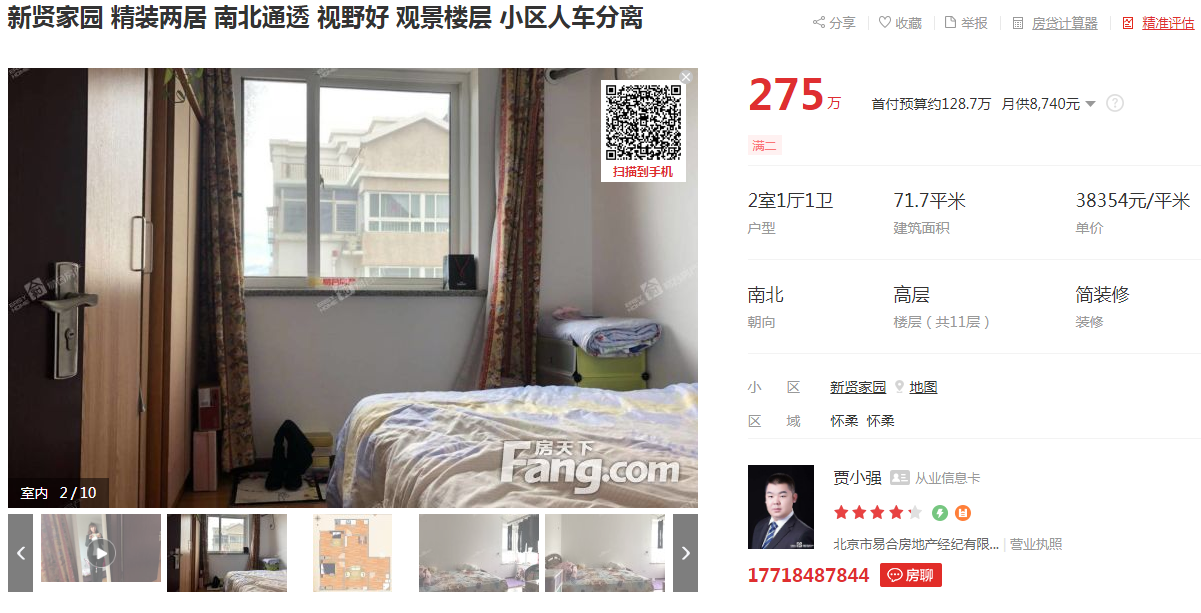 新贤家园 精装两居 南北通透 视野好 观景楼层 小区人车分离
分享 收藏 举报 房贷计算器 精准评估
扫描到手机
房天下
Fang.com
室内 2 / 10
275万 首付预算约128.7万 月供8,740元 ?
满二
2室1厅1卫 71.7平米 38354元/平米
户型 建筑面积 单价
南北 高层 简装修
朝向 楼层（共11层） 装修
小 区 新贤家园 地图
区 域 怀柔 怀柔
贾小强 从业信息卡
北京市易合房地产经纪有限... 营业执照
17718487844 房聊